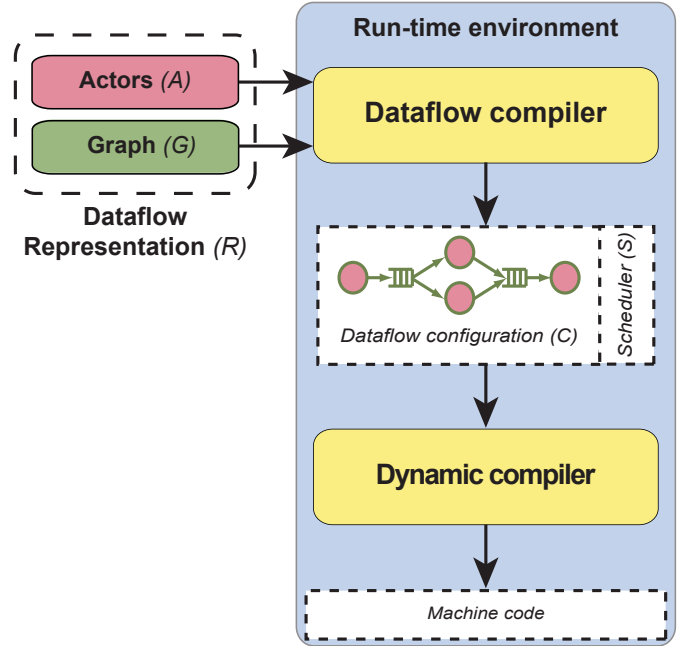 Run-time environment
Actors (A)
Graph (G)
Dataflow
Representation (R)
Dataflow compiler
Dataflow configuration (C)
Scheduler (S)
Dynamic compiler
Machine code